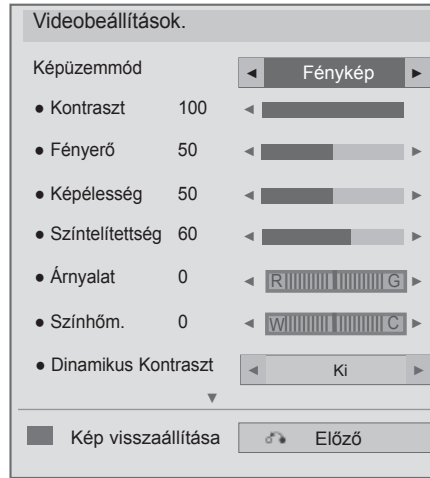 Videobeállítások.
Képüzemmód ◄ Fénykép ►
● Kontraszt 100 ◄
● Fényerő 50 ◄ ►
● Képélesség 50 ◄ ►
● Színtelítettség 60 ◄ ►
● Árnyalat 0 ◄ R G ►
● Színhőm. 0 ◄ W C ►
● Dinamikus Kontraszt ◄ Ki ►
▼
Kép visszaállítása Előző